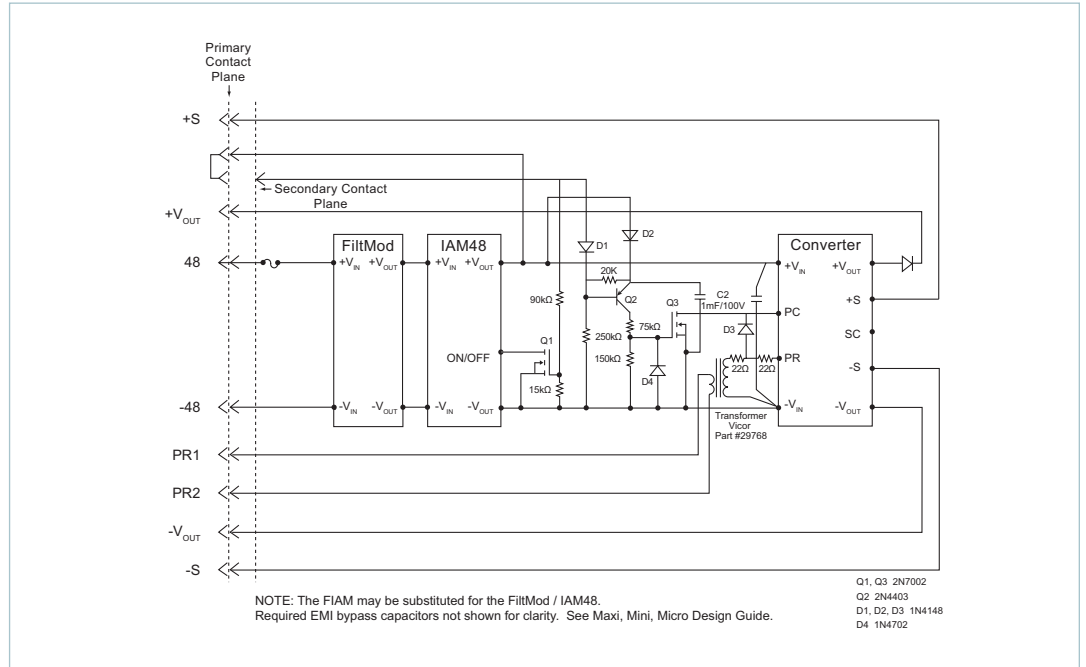 Primary
Contact
Plane
+S
Secondary Contact
Plane
+VOUT
48
FiltMod
+VIN +VOUT
-VIN -VOUT
IAM48
+VIN +VOUT
ON/OFF
-VIN -VOUT
90kΩ
Q1
15kΩ
D1
D2
20K
Q2
250kΩ
75kΩ
150kΩ
D4
Q3
C2
1mF/100V
D3
22Ω
22Ω
Transformer
Vicor
Part #29768
Converter
+VIN +VOUT
+S
PC
SC
PR
-S
-VIN -VOUT
-48
PR1
PR2
-VOUT
-S
Q1, Q3 2N7002
Q2 2N4403
D1, D2, D3 1N4148
D4 1N4702
NOTE: The FIAM may be substituted for the FiltMod / IAM48.
Required EMI bypass capacitors not shown for clarity. See Maxi, Mini, Micro Design Guide.